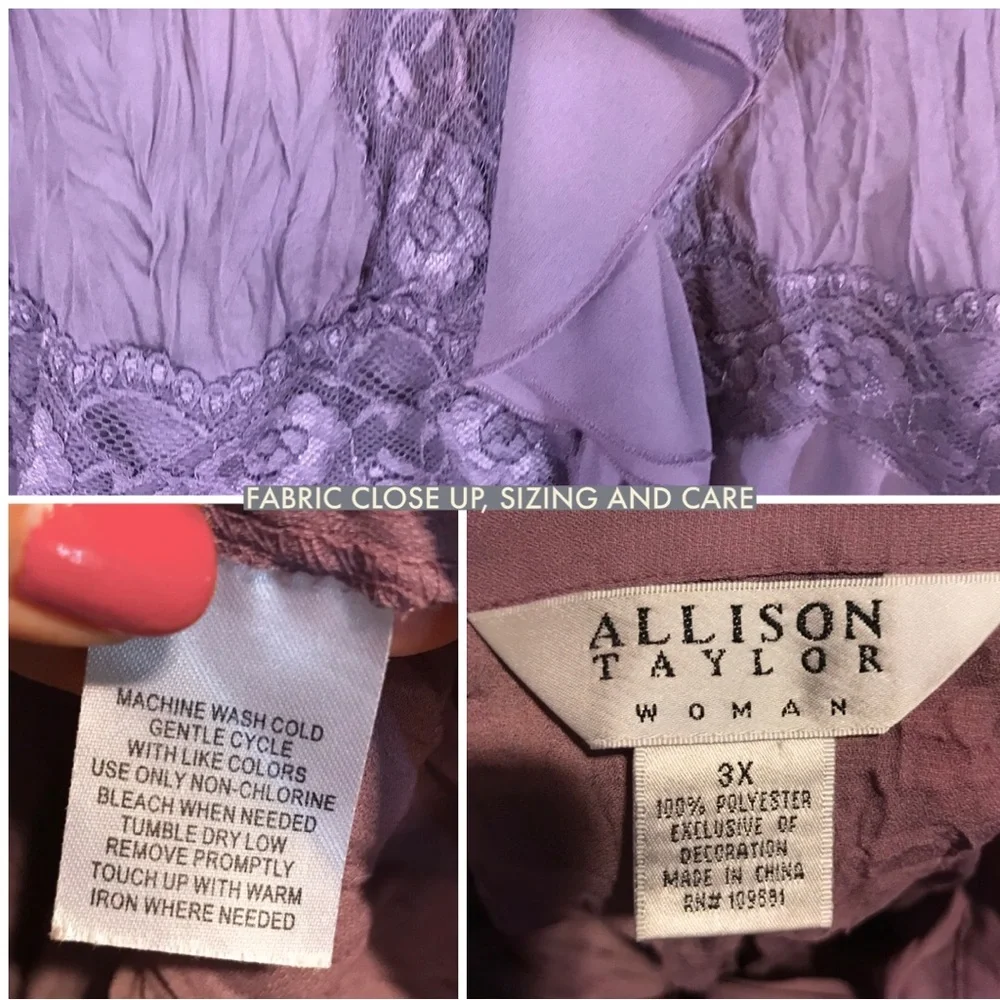 FABRIC CLOSE UP, SIZING AND CARE
MACHINE WASH COLD
GENTLE CYCLE
WITH LIKE COLORS
USE ONLY NON-CHLORINE
BLEACH WHEN NEEDED
TUMBLE DRY LOW
REMOVE PROMPTLY
TOUCH UP WITH WARM
IRON WHERE NEEDED
ALLISON
TAYLOR
WOMAN
3X
100% POLYESTER
EXCLUSIVE OF
DECORATION
MADE IN CHINA
RN# 109881